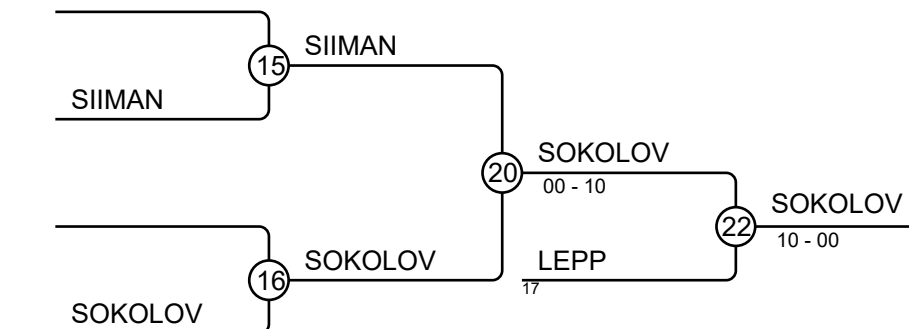 SIIMAN
15
SIIMAN
SOKOLOV
20
00 - 10
SOKOLOV
22
10 - 00
SOKOLOV
16
LEPP
17
SOKOLOV